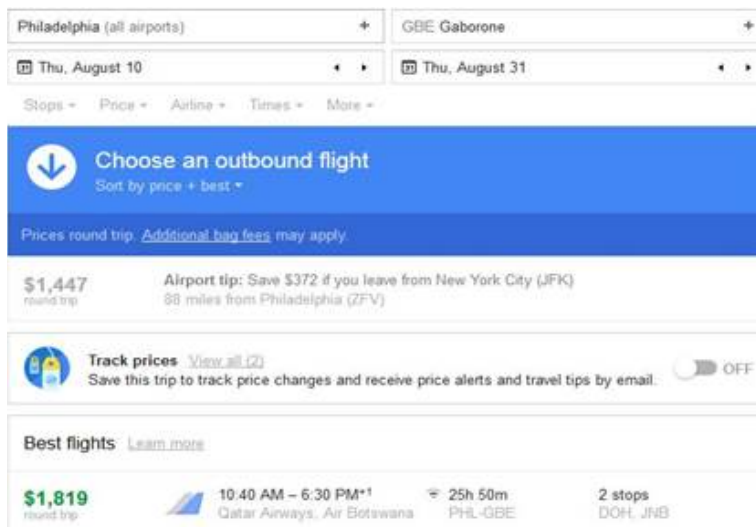 Philadelphia (all airports) +
GBE Gaborone +
31 Thu, August 10
31 Thu, August 31
Stops Price Airline Times More
Choose an outbound flight
Sort by price + best
Prices round trip. Additional bag fees may apply.
$1,447
round trip
Airport tip: Save $372 if you leave from New York City (JFK)
88 miles from Philadelphia (ZFV)
Track prices View all (2)
Save this trip to track price changes and receive price alerts and travel tips by email.
OFF
Best flights Learn more
$1,819
round trip
10:40 AM – 6:30 PM+1
Qatar Airways, Air Botswana
25h 50m
PHL-GBE
2 stops
DOH, JNB